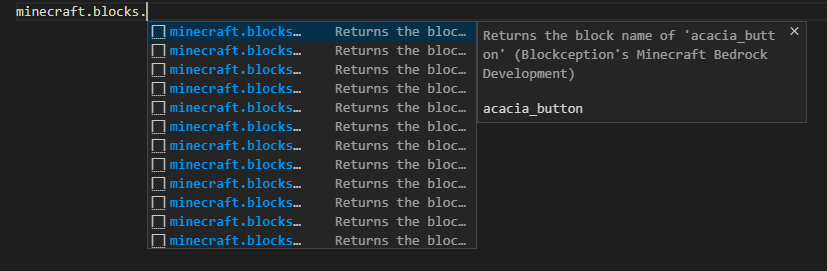 minecraft.blocks.
minecraft.blocks… Returns the bloc…
minecraft.blocks… Returns the bloc…
minecraft.blocks… Returns the bloc…
minecraft.blocks… Returns the bloc…
minecraft.blocks… Returns the bloc…
minecraft.blocks… Returns the bloc…
minecraft.blocks… Returns the bloc…
minecraft.blocks… Returns the bloc…
minecraft.blocks… Returns the bloc…
minecraft.blocks… Returns the bloc…
minecraft.blocks… Returns the bloc…
minecraft.blocks… Returns the bloc…
Returns the block name of 'acacia_butt
on' (Blockception's Minecraft Bedrock
Development)
acacia_button